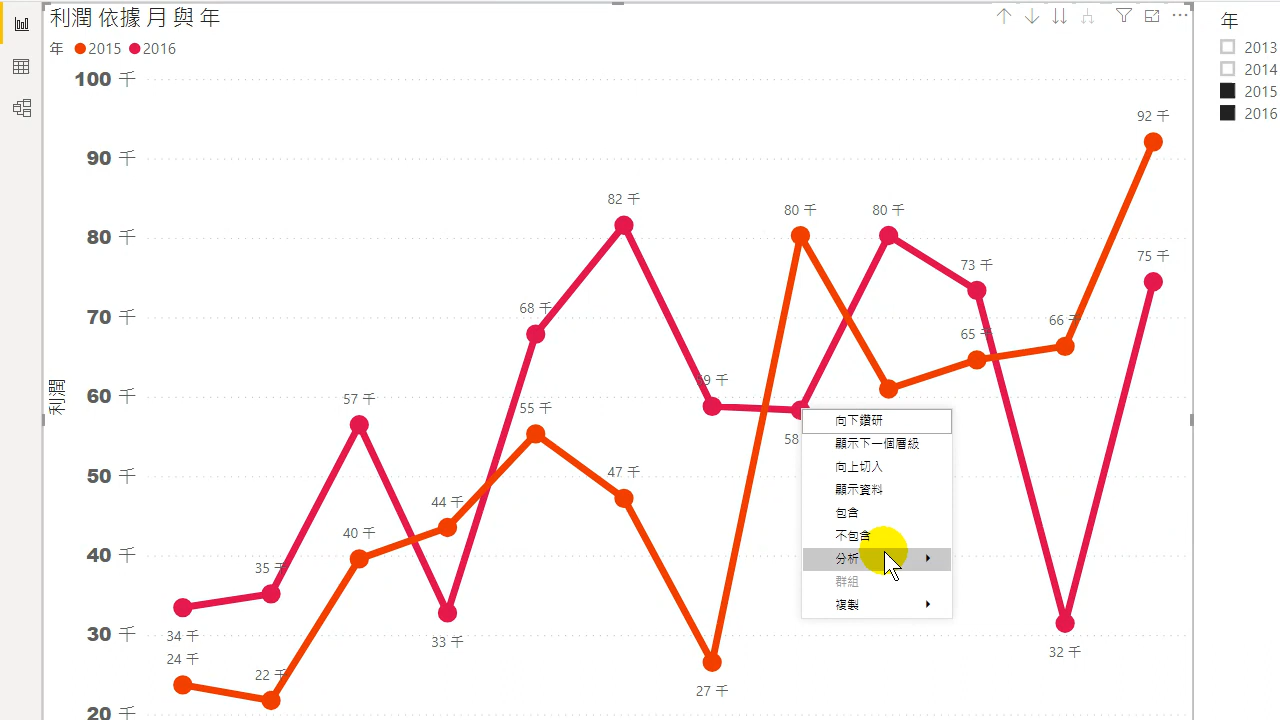 利潤 依據 月 與 年
年 2015 2016
100 千
90 千
80 千
70 千
60 千
50 千
40 千
30 千
20 千
利潤
92 千
82 千
80 千
80 千
75 千
73 千
68 千
66 千
65 千
57 千
55 千
9 千
58
47 千
44 千
40 千
35 千
34 千
33 千
32 千
24 千
22 千
27 千
向下鑽研
顯示下一個層級
向上切入
顯示資料
包含
不包含
分析
群組
複製
年
2013
2014
2015
2016